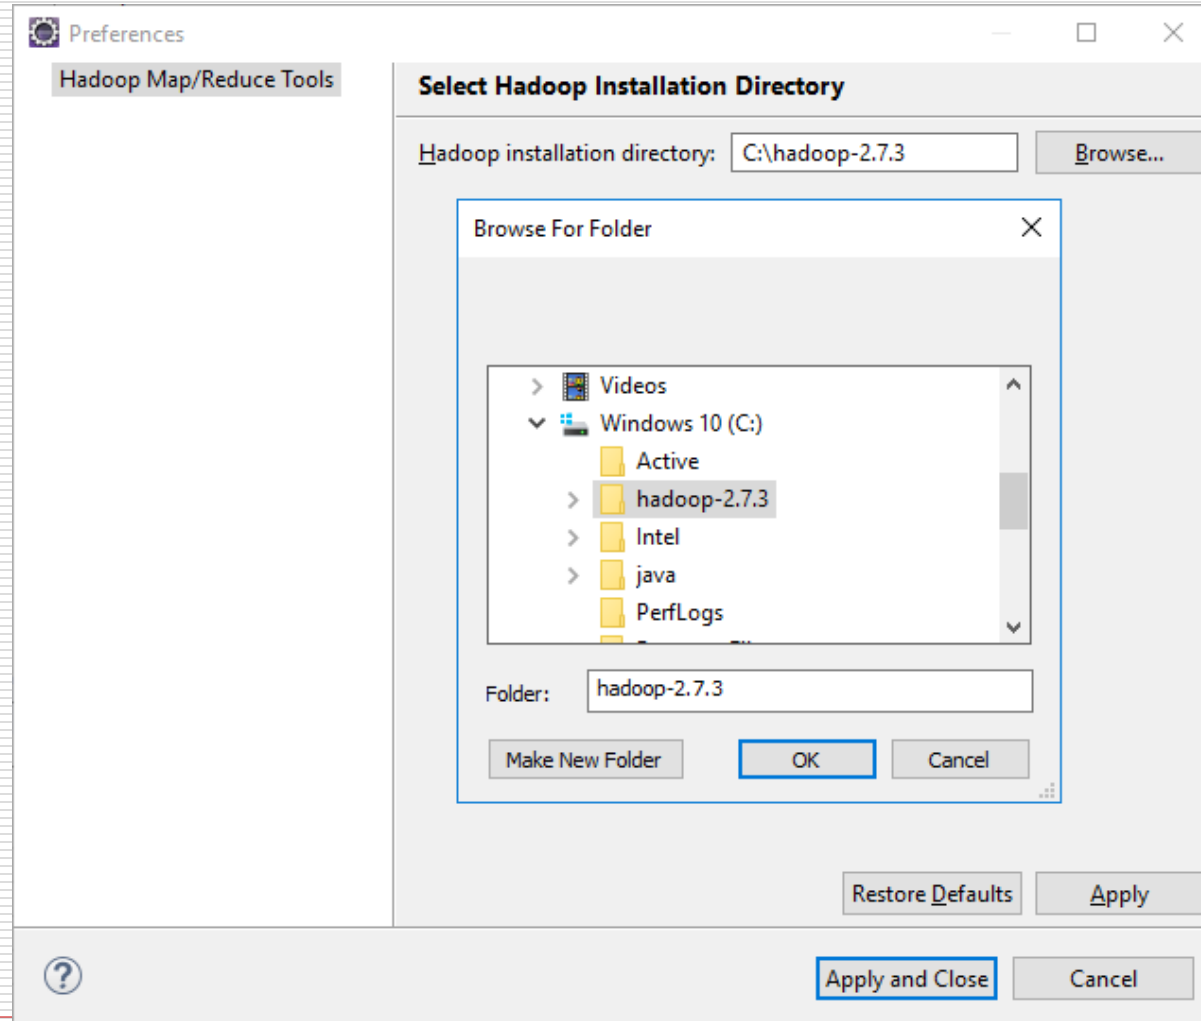 Preferences
Hadoop Map/Reduce Tools
Select Hadoop Installation Directory
Hadoop installation directory: C:\hadoop-2.7.3 Browse...
Browse For Folder
Videos
Windows 10 (C:)
Active
hadoop-2.7.3
Intel
java
PerfLogs
Folder: hadoop-2.7.3
Make New Folder OK Cancel
Restore Defaults Apply
Apply and Close Cancel